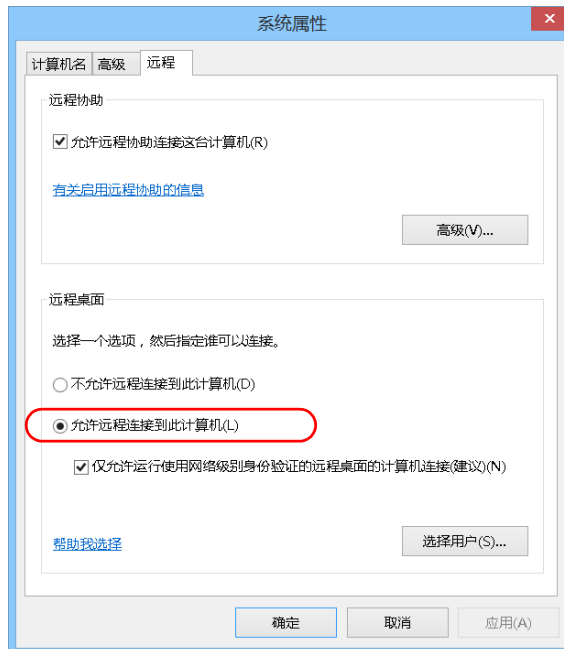 系统属性
计算机名 高级 远程
远程协助
允许远程协助连接这台计算机(R)
有关启用远程协助的信息
高级(V)...
远程桌面
选择一个选项，然后指定谁可以连接。
不允许远程连接到此计算机(D)
允许远程连接到此计算机(L)
仅允许运行使用网络级别身份验证的远程桌面的计算机连接(建议)(N)
帮助我选择 选择用户(S)...
确定 取消 应用(A)